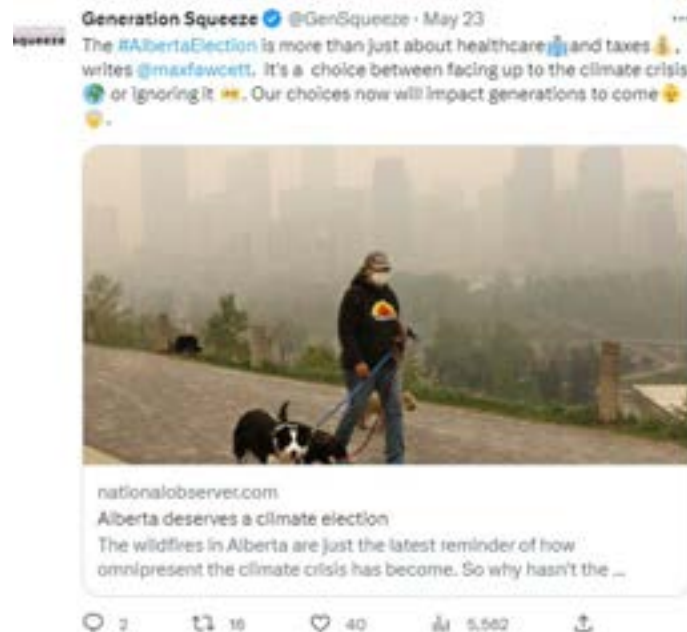 Generation Squeeze @GenSqueeze · May 23
squeeze
The #AlbertaElection is more than just about healthcare and taxes ,
writes @maxfawcett. It's a choice between facing up to the climate crisis
or ignoring it . Our choices now will impact generations to come
.
nationalobserver.com
Alberta deserves a climate election
The wildfires in Alberta are just the latest reminder of how
omnipresent the climate crisis has become. So why hasn't the ...
2 16 40 5,562